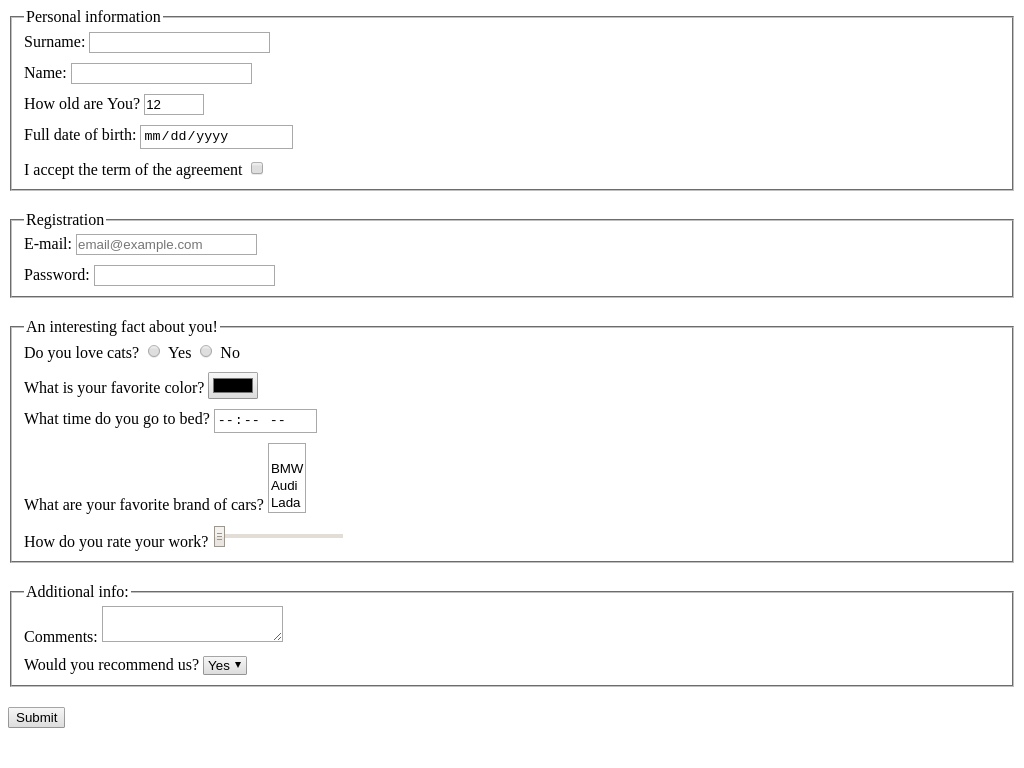 Personal information
Surname:
Name:
How old are You? 12
Full date of birth: mm/dd/yyyy
I accept the term of the agreement
Registration
E-mail: email@example.com
Password:
An interesting fact about you!
Do you love cats? Yes No
What is your favorite color?
What time do you go to bed? --:-- --
BMW
Audi
What are your favorite brand of cars? Lada
How do you rate your work?
Additional info:
Comments:
Would you recommend us? Yes
Submit